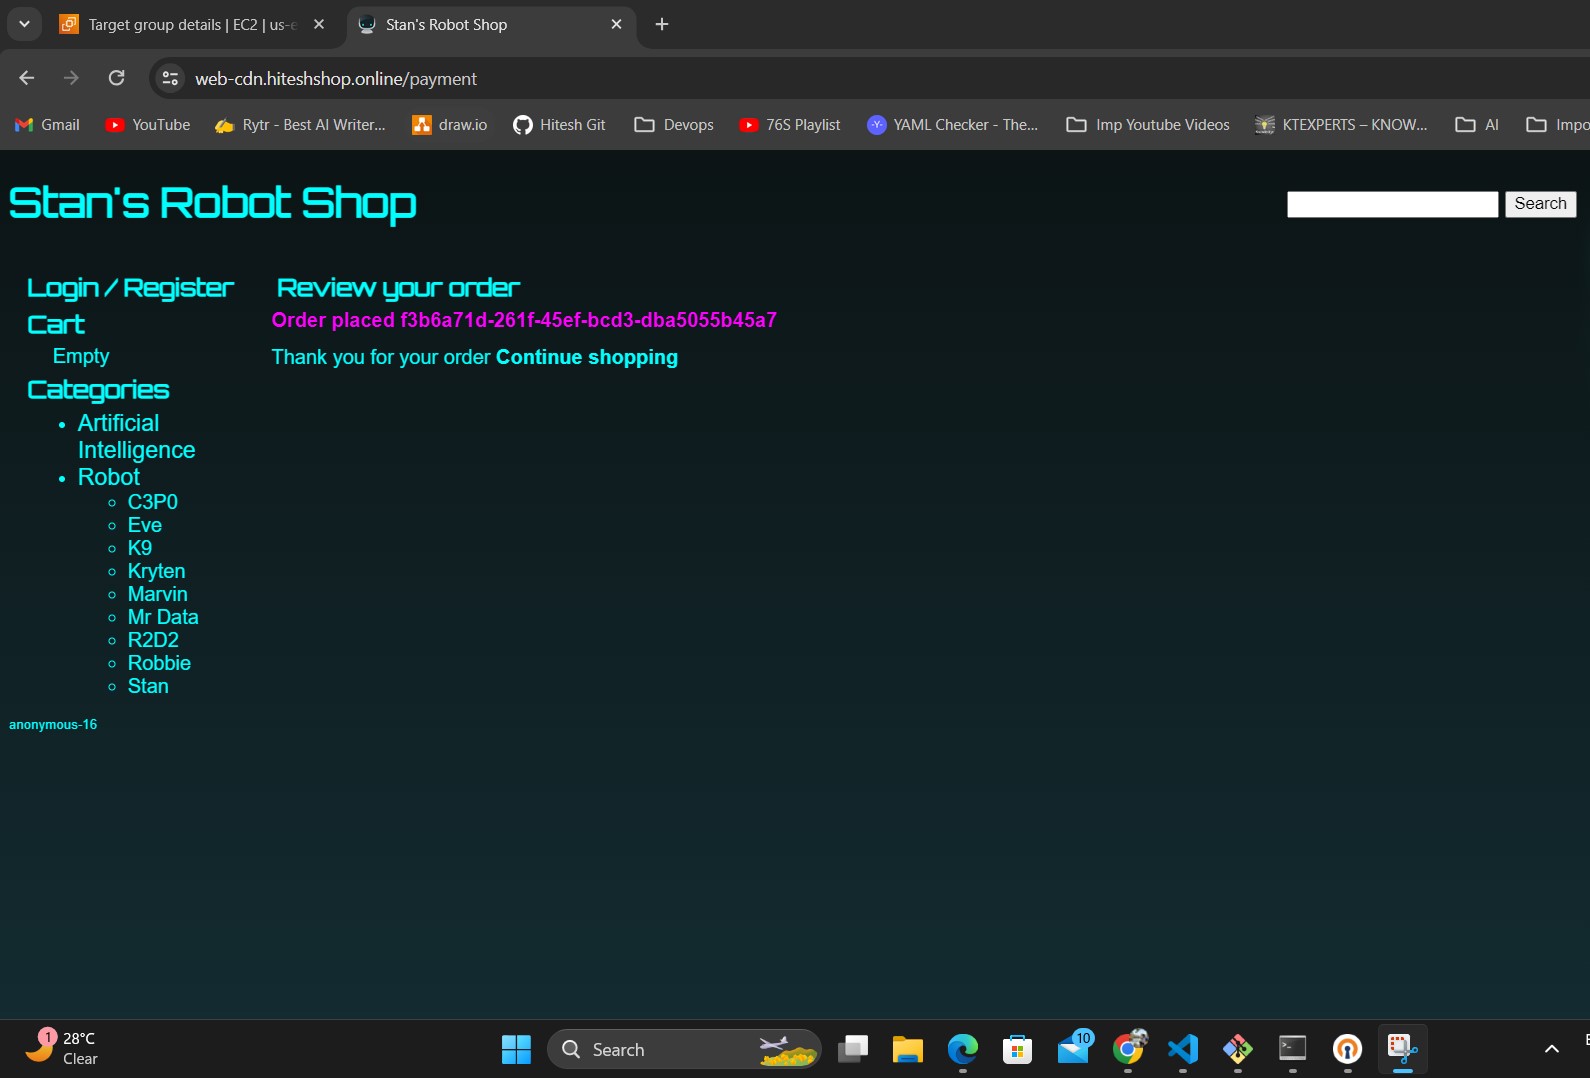 Target group details | EC2 | us-e
Stan's Robot Shop
web-cdn.hiteshshop.online/payment
Gmail
YouTube
Rytr - Best AI Writer...
draw.io
Hitesh Git
Devops
76S Playlist
YAML Checker - The...
Imp Youtube Videos
KTEXPERTS – KNOW...
AI
Impo
Stan's Robot Shop
Search
Login / Register
Review your order
Cart
Order placed f3b6a71d-261f-45ef-bcd3-dba5055b45a7
Empty
Thank you for your order Continue shopping
Categories
Artificial
Intelligence
Robot
C3P0
Eve
K9
Kryten
Marvin
Mr Data
R2D2
Robbie
Stan
anonymous-16
1
28°C
Clear
Search
10